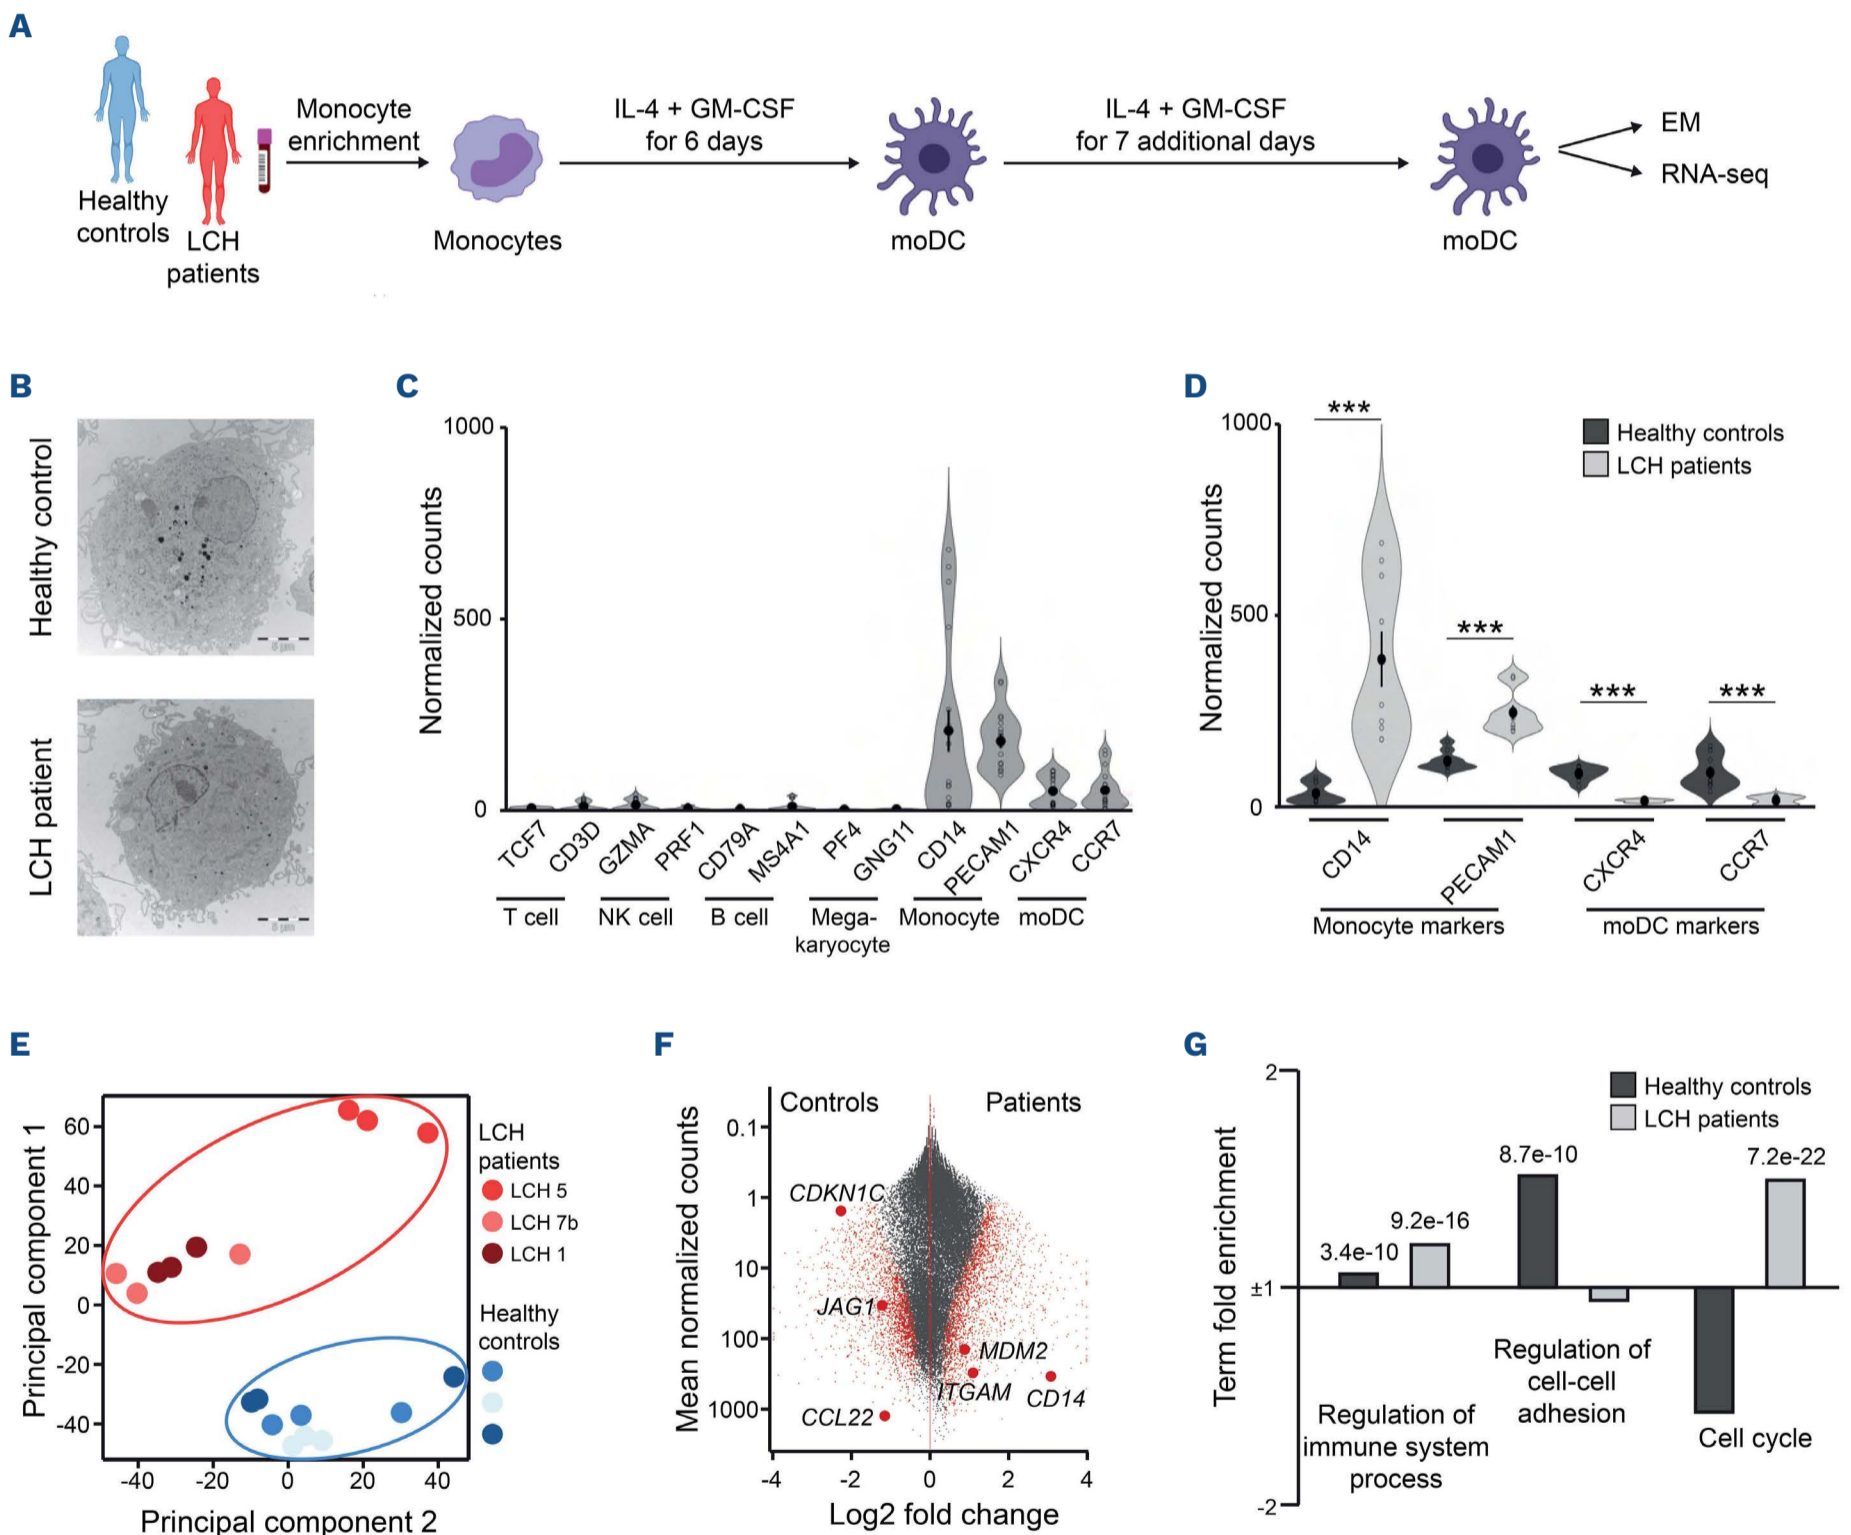 A
Healthy
controls
LCH
patients
Monocyte
enrichment
Monocytes
IL-4 + GM-CSF
for 6 days
moDC
IL-4 + GM-CSF
for 7 additional days
moDC
EM
RNA-seq
B
Healthy control
LCH patient
C
Normalized counts
1000
500
0
TCF7
CD3D
GZMA
PRF1
CD79A
MS4A1
PF4
GNG11
CD14
PECAM1
CXCR4
CCR7
T cell
NK cell
B cell
Mega-
karyocyte
Monocyte
moDC
D
Normalized counts
1000
500
0
***
***
***
***
Healthy controls
LCH patients
CD14
PECAM1
CXCR4
CCR7
Monocyte markers
moDC markers
E
Principal component 1
60
40
20
0
-20
-40
-40
-20
0
20
40
Principal component 2
LCH
patients
LCH 5
LCH 7b
LCH 1
Healthy
controls
F
Mean normalized counts
0.1
1
10
100
1000
Controls
Patients
CDKN1C
JAG1
MDM2
ITGAM
CD14
CCL22
-4
-2
0
2
4
Log2 fold change
G
Term fold enrichment
2
±1
-2
Healthy controls
LCH patients
3.4e-10
9.2e-16
8.7e-10
7.2e-22
Regulation of
immune system
process
Regulation of
cell-cell
adhesion
Cell cycle